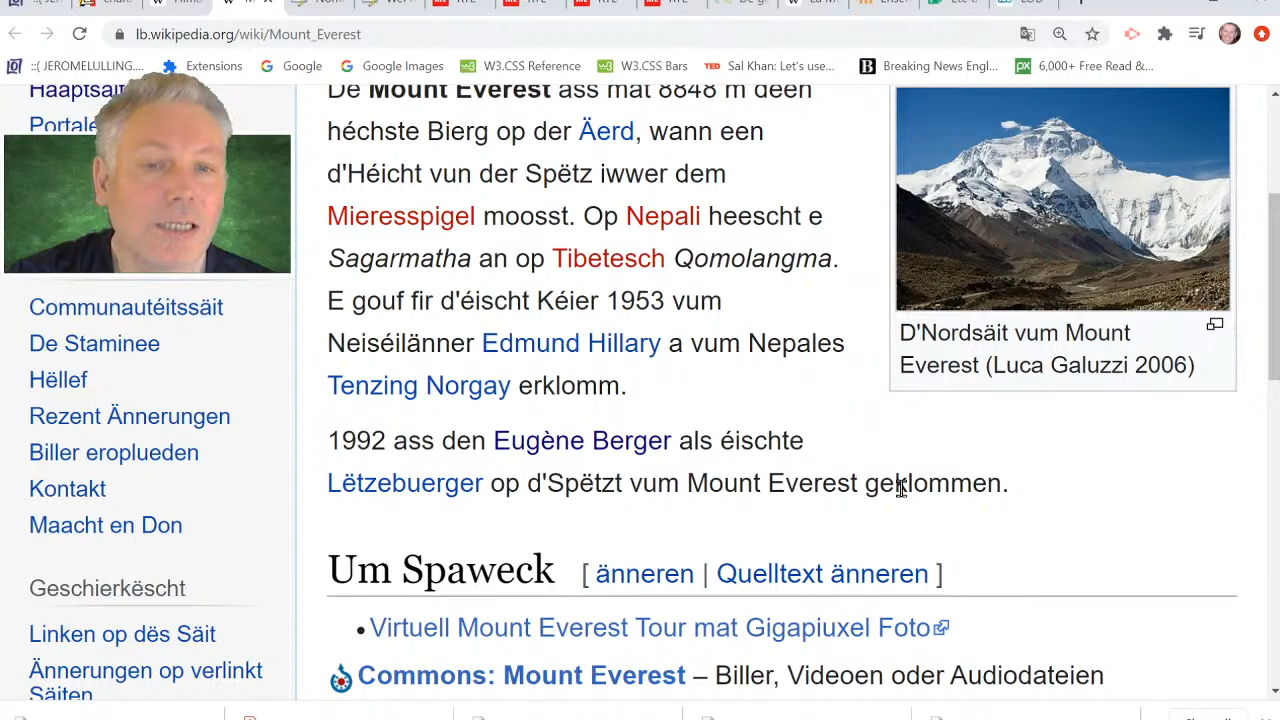 lb.wikipedia.org/wiki/Mount_Everest
::( JEROMELULLING....
Extensions
Google
Google Images
W3.CSS Reference
W3.CSS Bars
TED Sal Khan: Let's use...
B Breaking News Engl...
px 6,000+ Free Read &...
Haaptsäit
Communautéitssäit
De Staminee
Hëllef
Rezent Ännerungen
Biller eroplueden
Kontakt
Maacht en Don
Geschierkëscht
Linken op dës Säit
Ännerungen op verlinkt
Säiten
De Mount Everest ass mat 8848 m deen
héchste Bierg op der Äerd, wann een
d'Héicht vun der Spëtz iwwer dem
Mieresspigel moosst. Op Nepali heescht e
Sagarmatha an op Tibetesch Qomolangma.
E gouf fir d'éischt Kéier 1953 vum
Neiséilänner Edmund Hillary a vum Nepales
Tenzing Norgay erklomm.
1992 ass den Eugène Berger als éischte
Lëtzebuerger op d'Spëtzt vum Mount Everest geklommen.
D'Nordsäit vum Mount
Everest (Luca Galuzzi 2006)
Um Spaweck [ änneren | Quelltext änneren ]
Virtuell Mount Everest Tour mat Gigapiuxel Foto
Commons: Mount Everest – Biller, Videoen oder Audiodateien